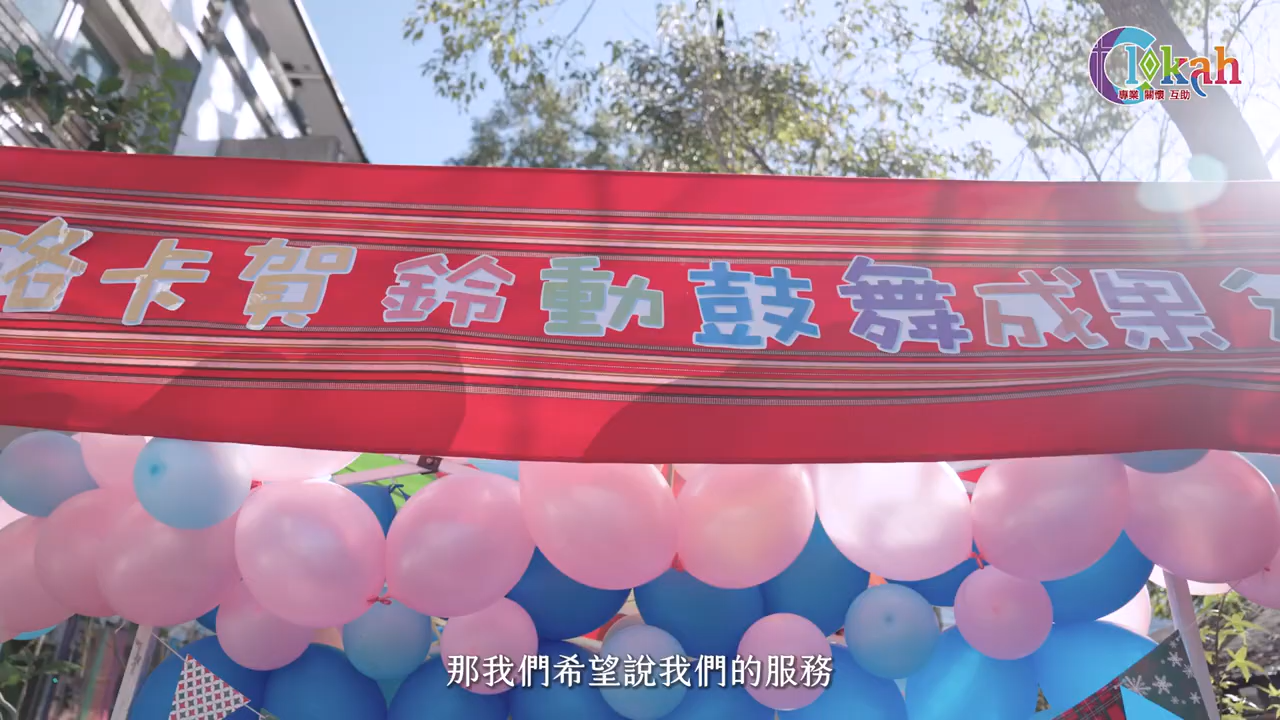 lokah
專業 關懷 互助
珞卡賀鈴動鼓舞成果
那我們希望說我們的服務